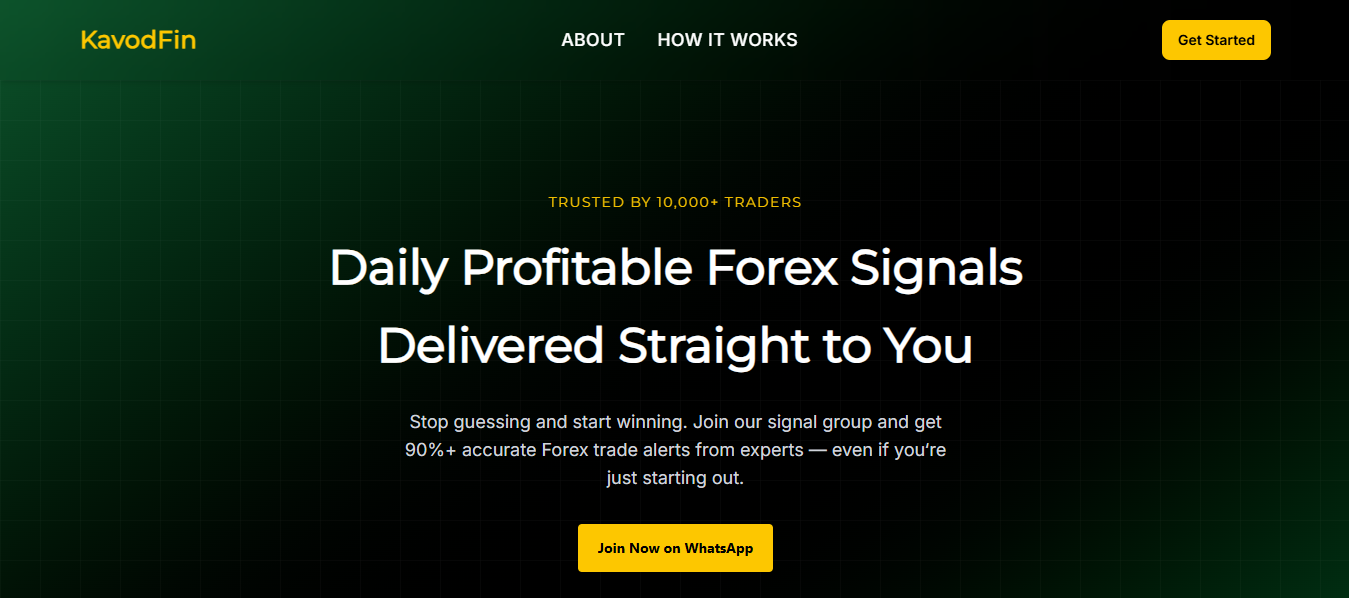 KavodFin
ABOUT
HOW IT WORKS
Get Started
TRUSTED BY 10,000+ TRADERS
Daily Profitable Forex Signals
Delivered Straight to You
Stop guessing and start winning. Join our signal group and get
90%+ accurate Forex trade alerts from experts — even if you’re
just starting out.
Join Now on WhatsApp